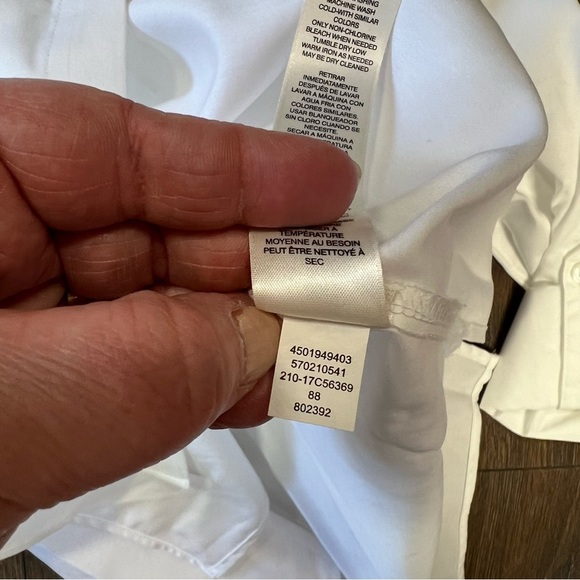 MACHINE WASH
COLD-WITH SIMILAR
COLORS
ONLY NON-CHLORINE
BLEACH WHEN NEEDED
TUMBLE DRY LOW
WARM IRON AS NEEDED
MAY BE DRY CLEANED
RETIRAR
INMEDIATAMENTE
DESPUÉS DE LAVAR
LAVAR A MÁQUINA CON
AGUA FRIA CON
COLORES SIMILARES.
USAR BLANQUEADOR
SIN CLORO CUANDO SE
NECESITE.
SECAR A MÁQUINA A
TEMPÉRATURE
MOYENNE AU BESOIN
PEUT ÊTRE NETTOYÉ À
SEC
4501949403
570210541
210-17C56369
88
802392